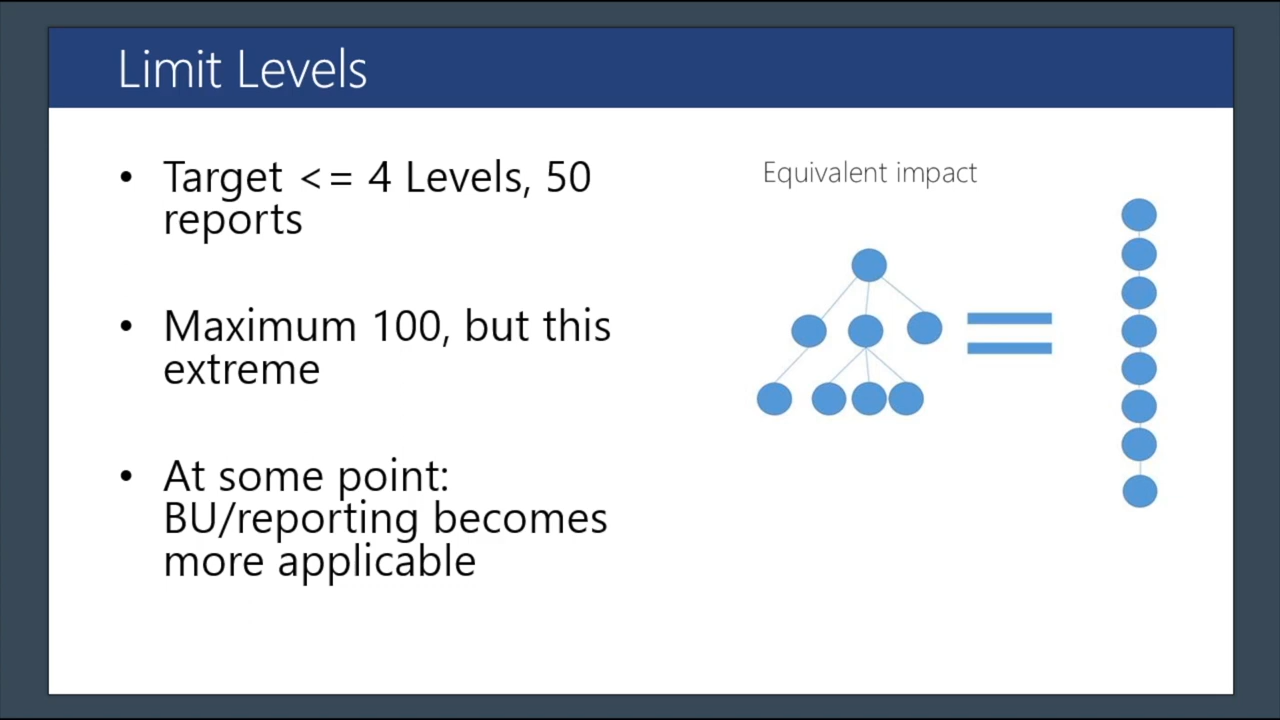 Limit Levels
• Target <= 4 Levels, 50
reports
• Maximum 100, but this
extreme
• At some point:
BU/reporting becomes
more applicable
Equivalent impact